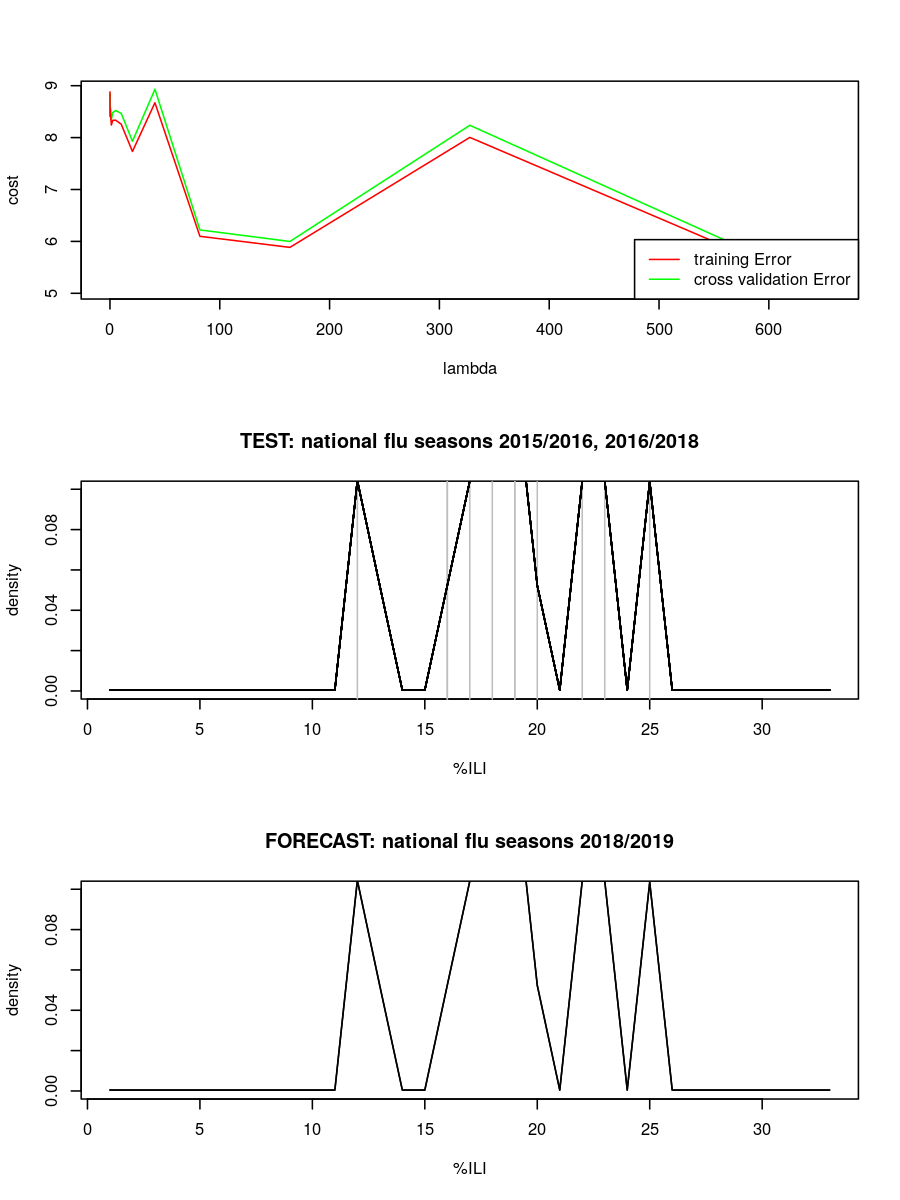 9
8
7
6
5
cost
training Error
cross validation Error
0 100 200 300 400 500 600
lambda
TEST: national flu seasons 2015/2016, 2016/2018
0.08
0.04
0.00
density
0 5 10 15 20 25 30
%ILI
FORECAST: national flu seasons 2018/2019
0.08
0.04
0.00
density
0 5 10 15 20 25 30
%ILI